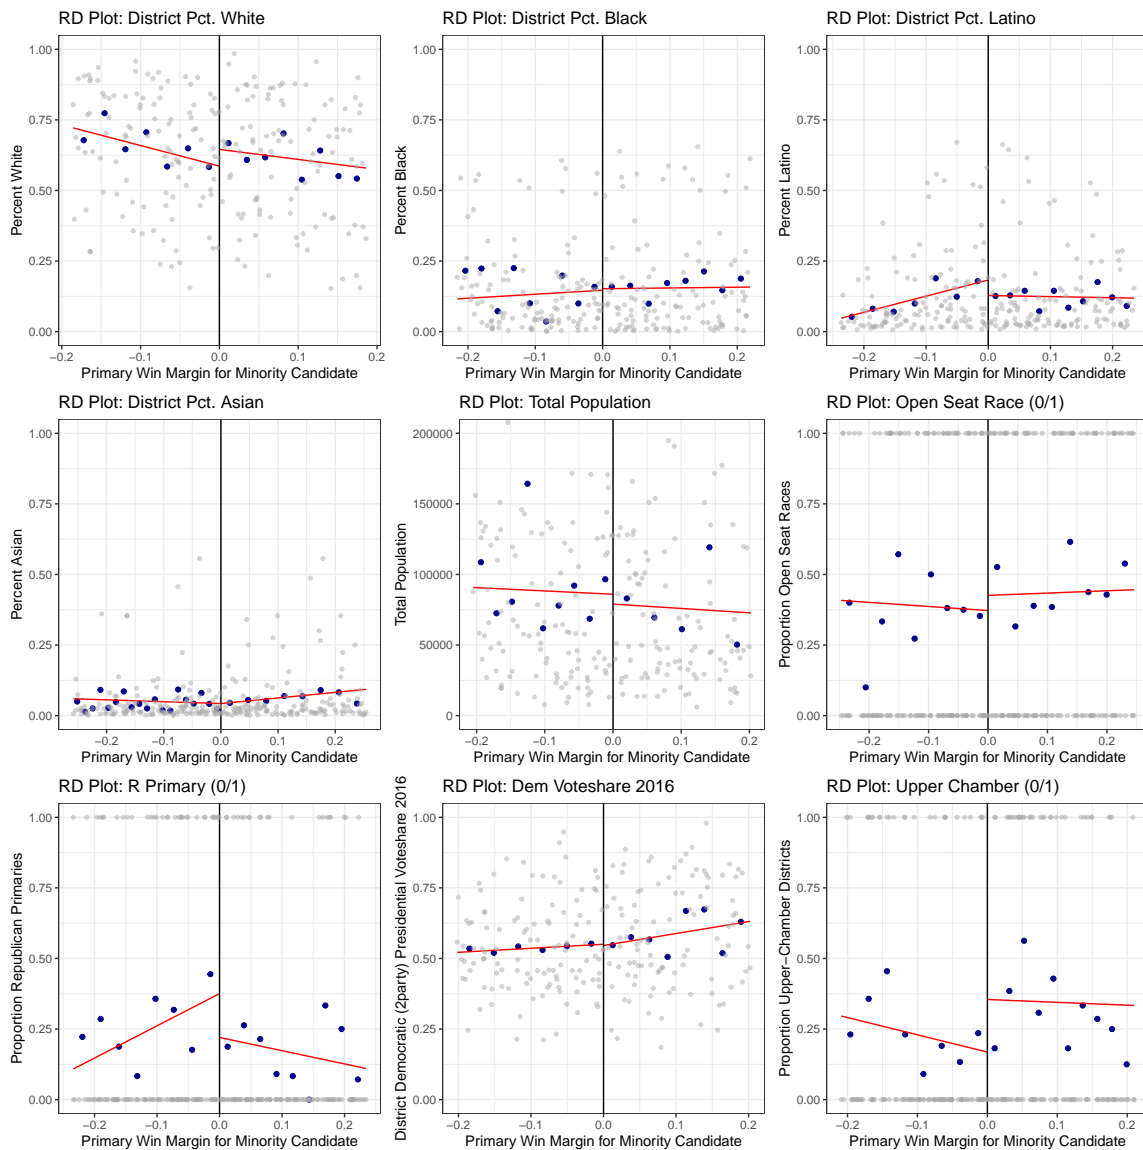 RD Plot: District Pct. White
1.00
0.75
0.50
0.25
0.00
Percent White
−0.2 −0.1 0.0 0.1 0.2
Primary Win Margin for Minority Candidate
RD Plot: District Pct. Black
1.00
0.75
0.50
0.25
0.00
Percent Black
−0.2 −0.1 0.0 0.1 0.2
Primary Win Margin for Minority Candidate
RD Plot: District Pct. Latino
1.00
0.75
0.50
0.25
0.00
Percent Latino
−0.2 −0.1 0.0 0.1 0.2
Primary Win Margin for Minority Candidate
RD Plot: District Pct. Asian
1.00
0.75
0.50
0.25
0.00
Percent Asian
−0.2 −0.1 0.0 0.1 0.2
Primary Win Margin for Minority Candidate
RD Plot: Total Population
200000
150000
100000
50000
0
Total Population
−0.2 −0.1 0.0 0.1 0.2
Primary Win Margin for Minority Candidate
RD Plot: Open Seat Race (0/1)
1.00
0.75
0.50
0.25
0.00
Proportion Open Seat Races
−0.2 −0.1 0.0 0.1 0.2
Primary Win Margin for Minority Candidate
RD Plot: R Primary (0/1)
1.00
0.75
0.50
0.25
0.00
Proportion Republican Primaries
−0.2 −0.1 0.0 0.1 0.2
Primary Win Margin for Minority Candidate
RD Plot: Dem Voteshare 2016
1.00
0.75
0.50
0.25
0.00
District Democratic (2party) Presidential Voteshare 2016
−0.2 −0.1 0.0 0.1 0.2
Primary Win Margin for Minority Candidate
RD Plot: Upper Chamber (0/1)
1.00
0.75
0.50
0.25
0.00
Proportion Upper−Chamber Districts
−0.2 −0.1 0.0 0.1 0.2
Primary Win Margin for Minority Candidate